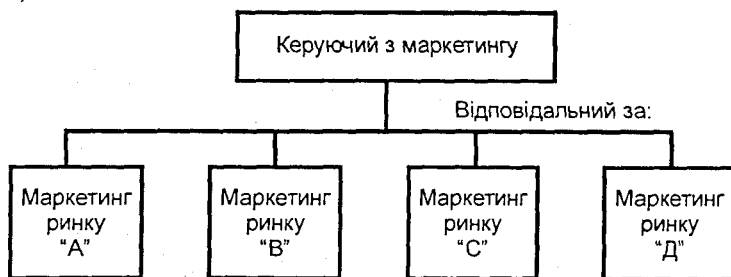 Керуючий з маркетингу
Відповідальний за:
Маркетинг
ринку
“А”
Маркетинг
ринку
“В”
Маркетинг
ринку
“С”
Маркетинг
ринку
“Д”